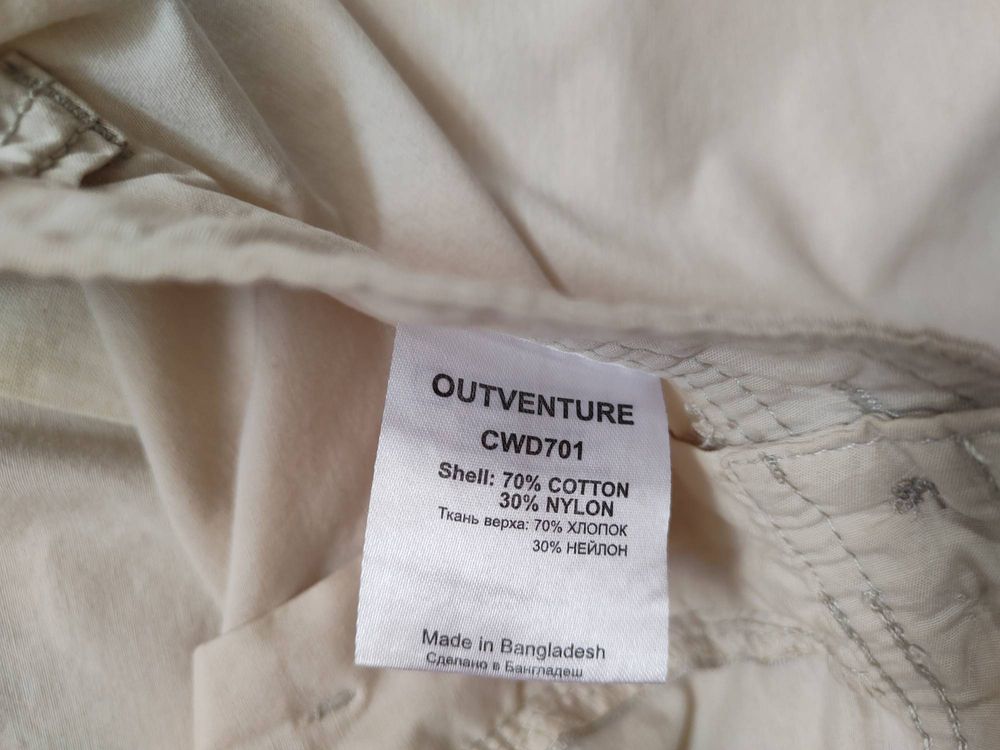 OUTVENTURE
CWD701
Shell: 70% COTTON
30% NYLON
Ткань верха: 70% ХЛОПОК
30% НЕЙЛОН
Made in Bangladesh
Сделано в Бангладеш